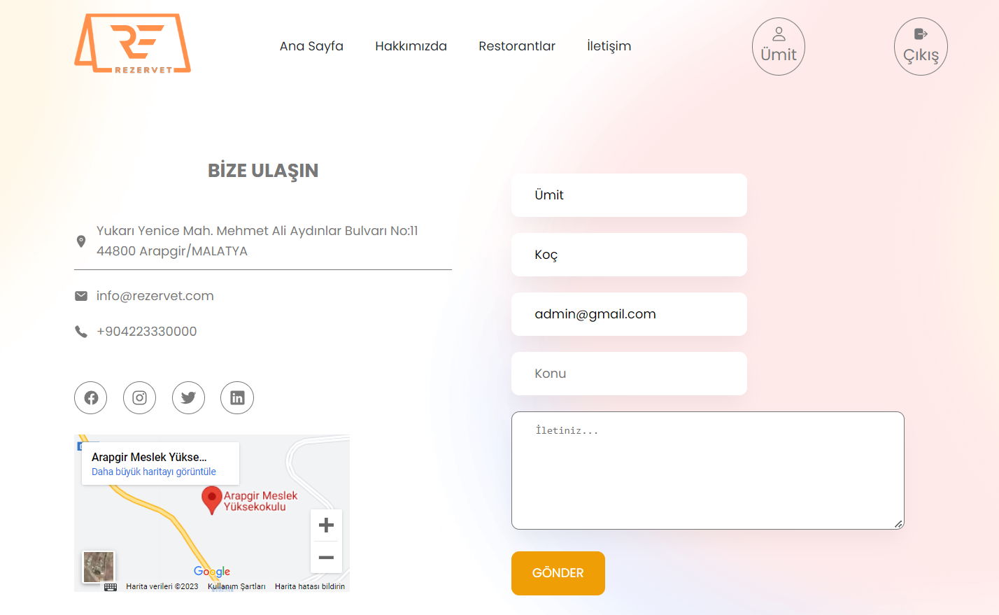 RE
REZERVET
Ana Sayfa
Hakkımızda
Restorantlar
İletişim
Ümit
Çıkış
BİZE ULAŞIN
Yukarı Yenice Mah. Mehmet Ali Aydınlar Bulvarı No:11
44800 Arapgir/MALATYA
info@rezervet.com
+904223330000
Arapgir Meslek Yükse...
Daha büyük haritayı görüntüle
Arapgir Meslek
Yüksekokulu
Google
Harita verileri ©2023
Kullanım Şartları
Harita hatası bildirin
Ümit
Koç
admin@gmail.com
Konu
İletiniz...
GÖNDER